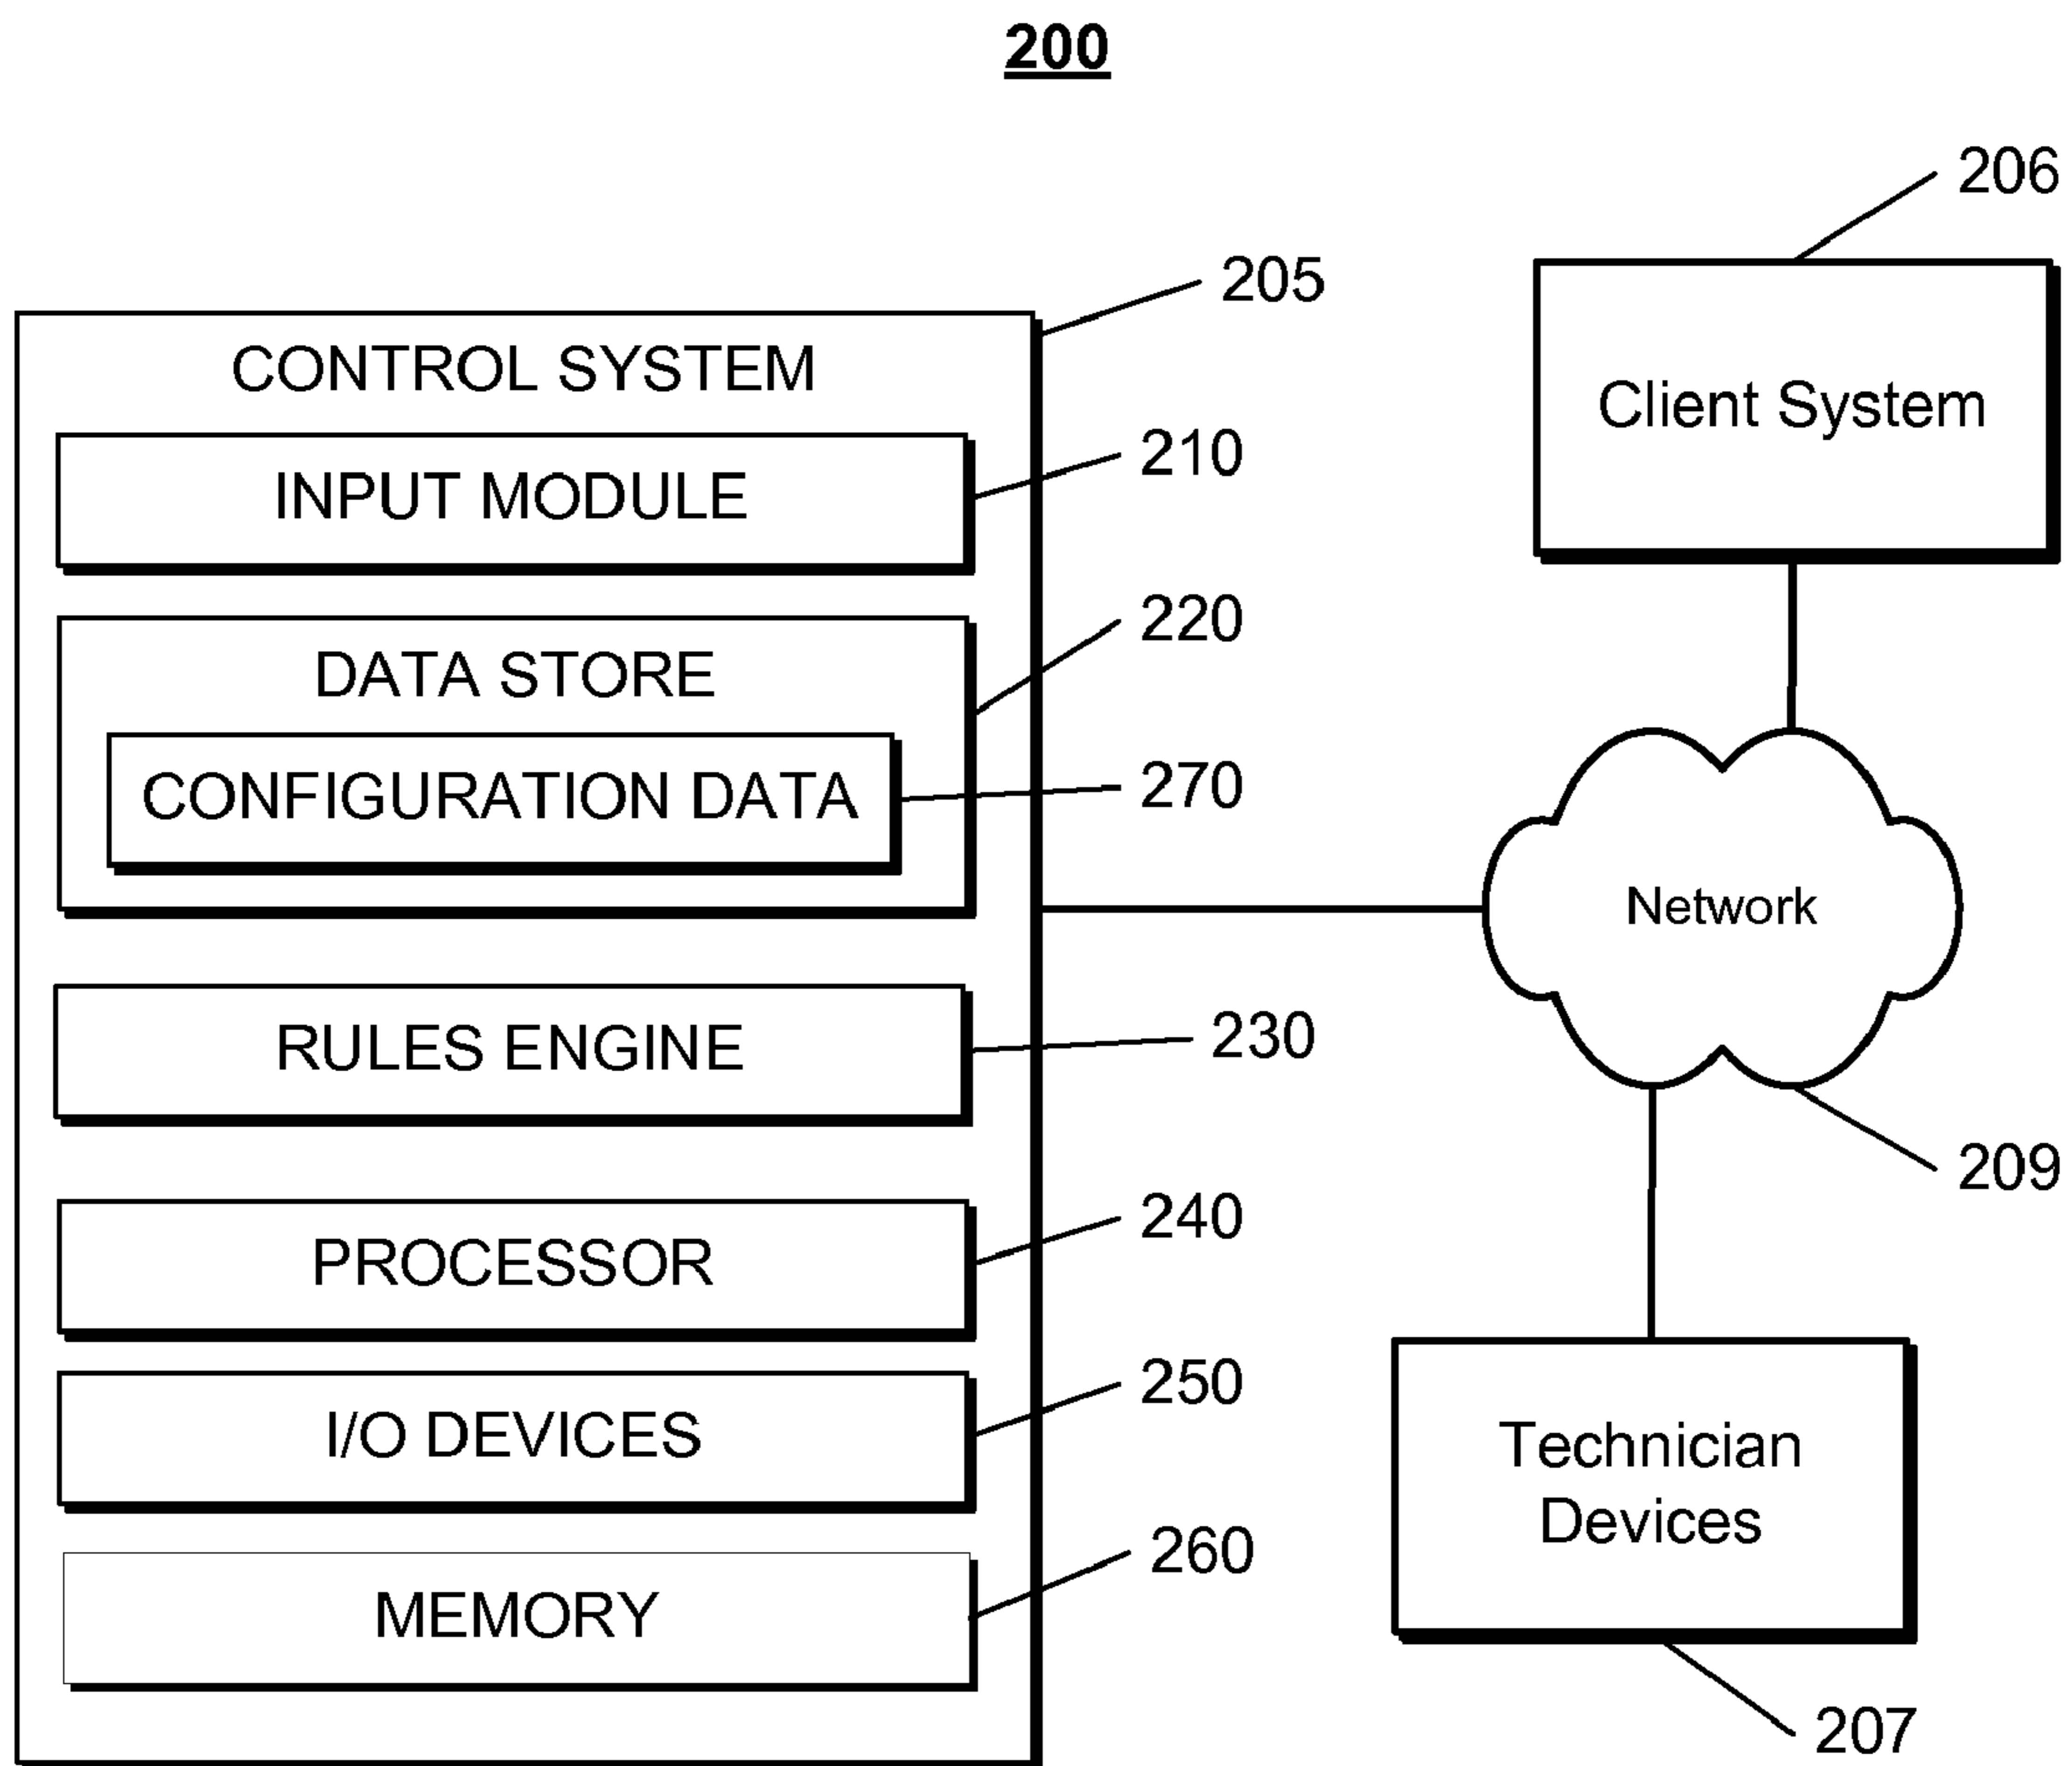 200
206
205
CONTROL SYSTEM
Client System
210
INPUT MODULE
220
DATA STORE
270
CONFIGURATION DATA
Network
230
RULES ENGINE
209
240
PROCESSOR
250
I/O DEVICES
Technician
Devices
260
MEMORY
207